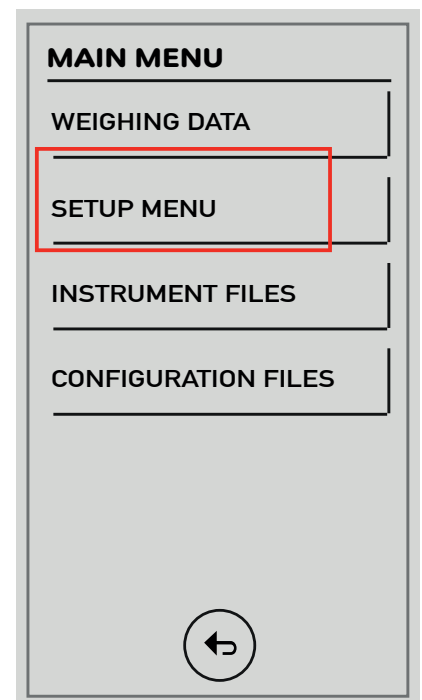 MAIN MENU
WEIGHING DATA
SETUP MENU
INSTRUMENT FILES
CONFIGURATION FILES